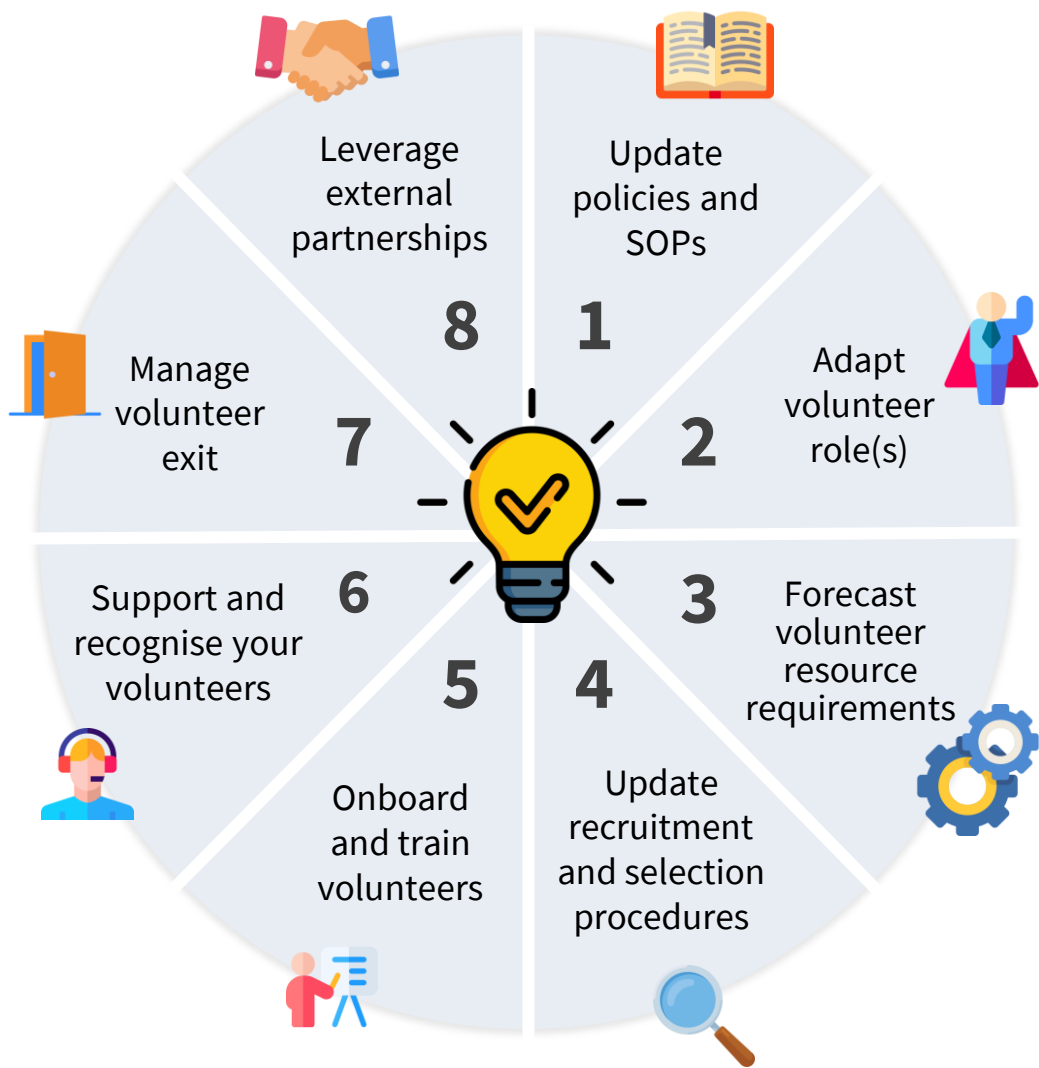 1
Update
policies and
SOPs
2
Adapt
volunteer
role(s)
3
Forecast
volunteer
resource
requirements
4
Update
recruitment
and selection
procedures
5
Onboard
and train
volunteers
6
Support and
recognise your
volunteers
7
Manage
volunteer
exit
8
Leverage
external
partnerships